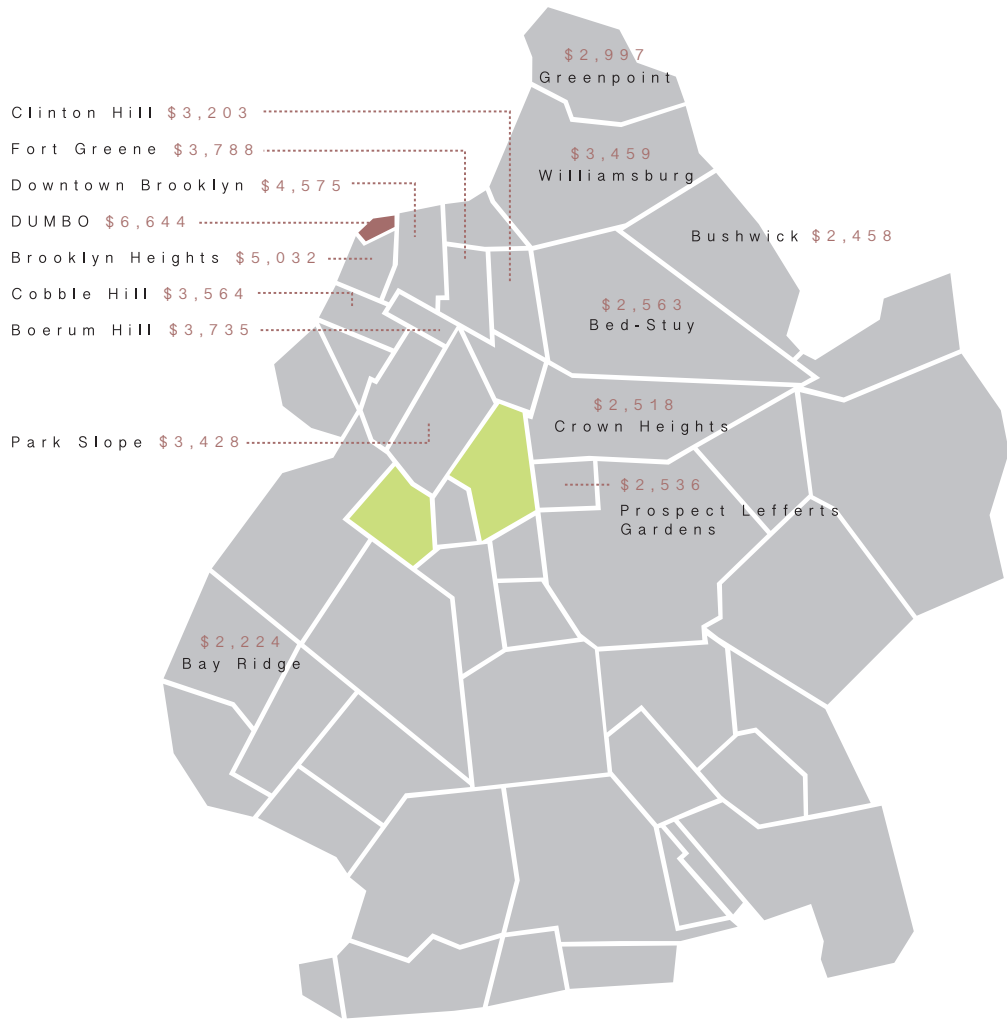 $2,997
Greenpoint
Clinton Hill $3,203
Fort Greene $3,788
$3,459
Williamsburg
Downtown Brooklyn $4,575
DUMBO $6,644
Bushwick $2,458
Brooklyn Heights $5,032
Cobble Hill $3,564
$2,563
Bed-Stuy
Boerum Hill $3,735
$2,518
Crown Heights
Park Slope $3,428
$2,536
Prospect Lefferts
Gardens
$2,224
Bay Ridge